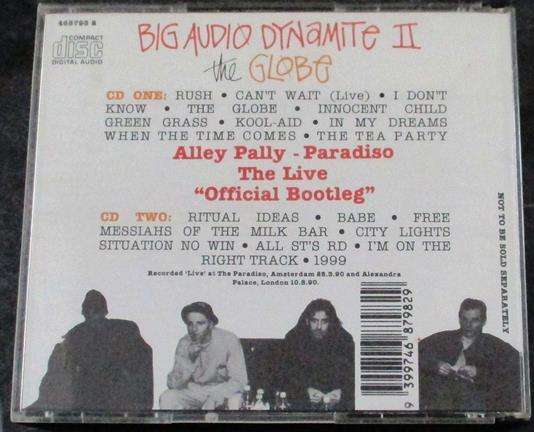 468793 2
COMPACT
disc
DIGITAL AUDIO
BIG AUDIO DYNAMITE II
the GLOBE
CD ONE: RUSH • CAN'T WAIT (Live) • I DON'T
KNOW • THE GLOBE • INNOCENT CHILD
GREEN GRASS • KOOL-AID • IN MY DREAMS
WHEN THE TIME COMES • THE TEA PARTY
Alley Pally - Paradiso
The Live
“Official Bootleg”
CD TWO: RITUAL IDEAS • BABE • FREE
MESSIAHS OF THE MILK BAR • CITY LIGHTS
SITUATION NO WIN • ALL ST'S RD • I'M ON THE
RIGHT TRACK • 1999
Recorded 'Live' at The Paradiso, Amsterdam 28.3.90 and Alexandra
Palace, London 10.8.90.
NOT TO BE SOLD SEPARATELY
9 399746 879829